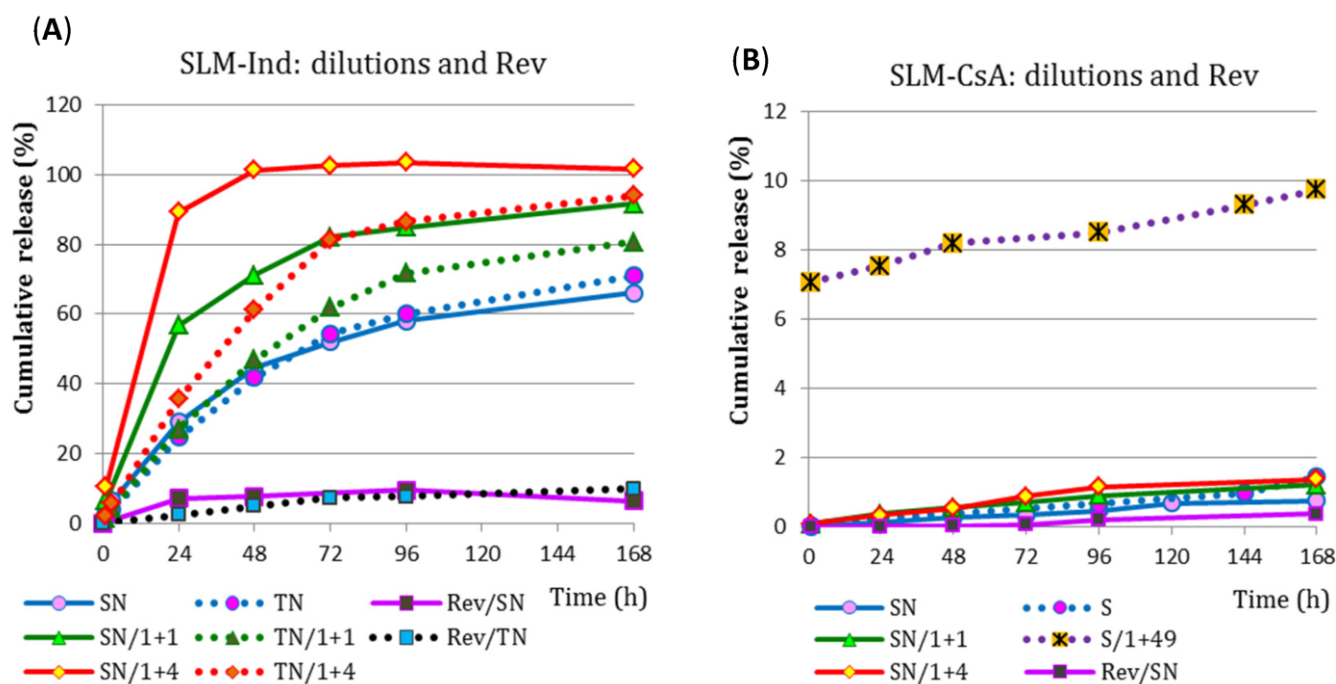 (A)
SLM-Ind: dilutions and Rev
Cumulative release (%)
120
100
80
60
40
20
0
0 24 48 72 96 120 144 168
Time (h)
SN TN Rev/SN
SN/1+1 TN/1+1 Rev/TN
SN/1+4 TN/1+4
(B)
SLM-CsA: dilutions and Rev
Cumulative release (%)
12
10
8
6
4
2
0
0 24 48 72 96 120 144 168
Time (h)
SN S
SN/1+1 S/1+49
SN/1+4 Rev/SN